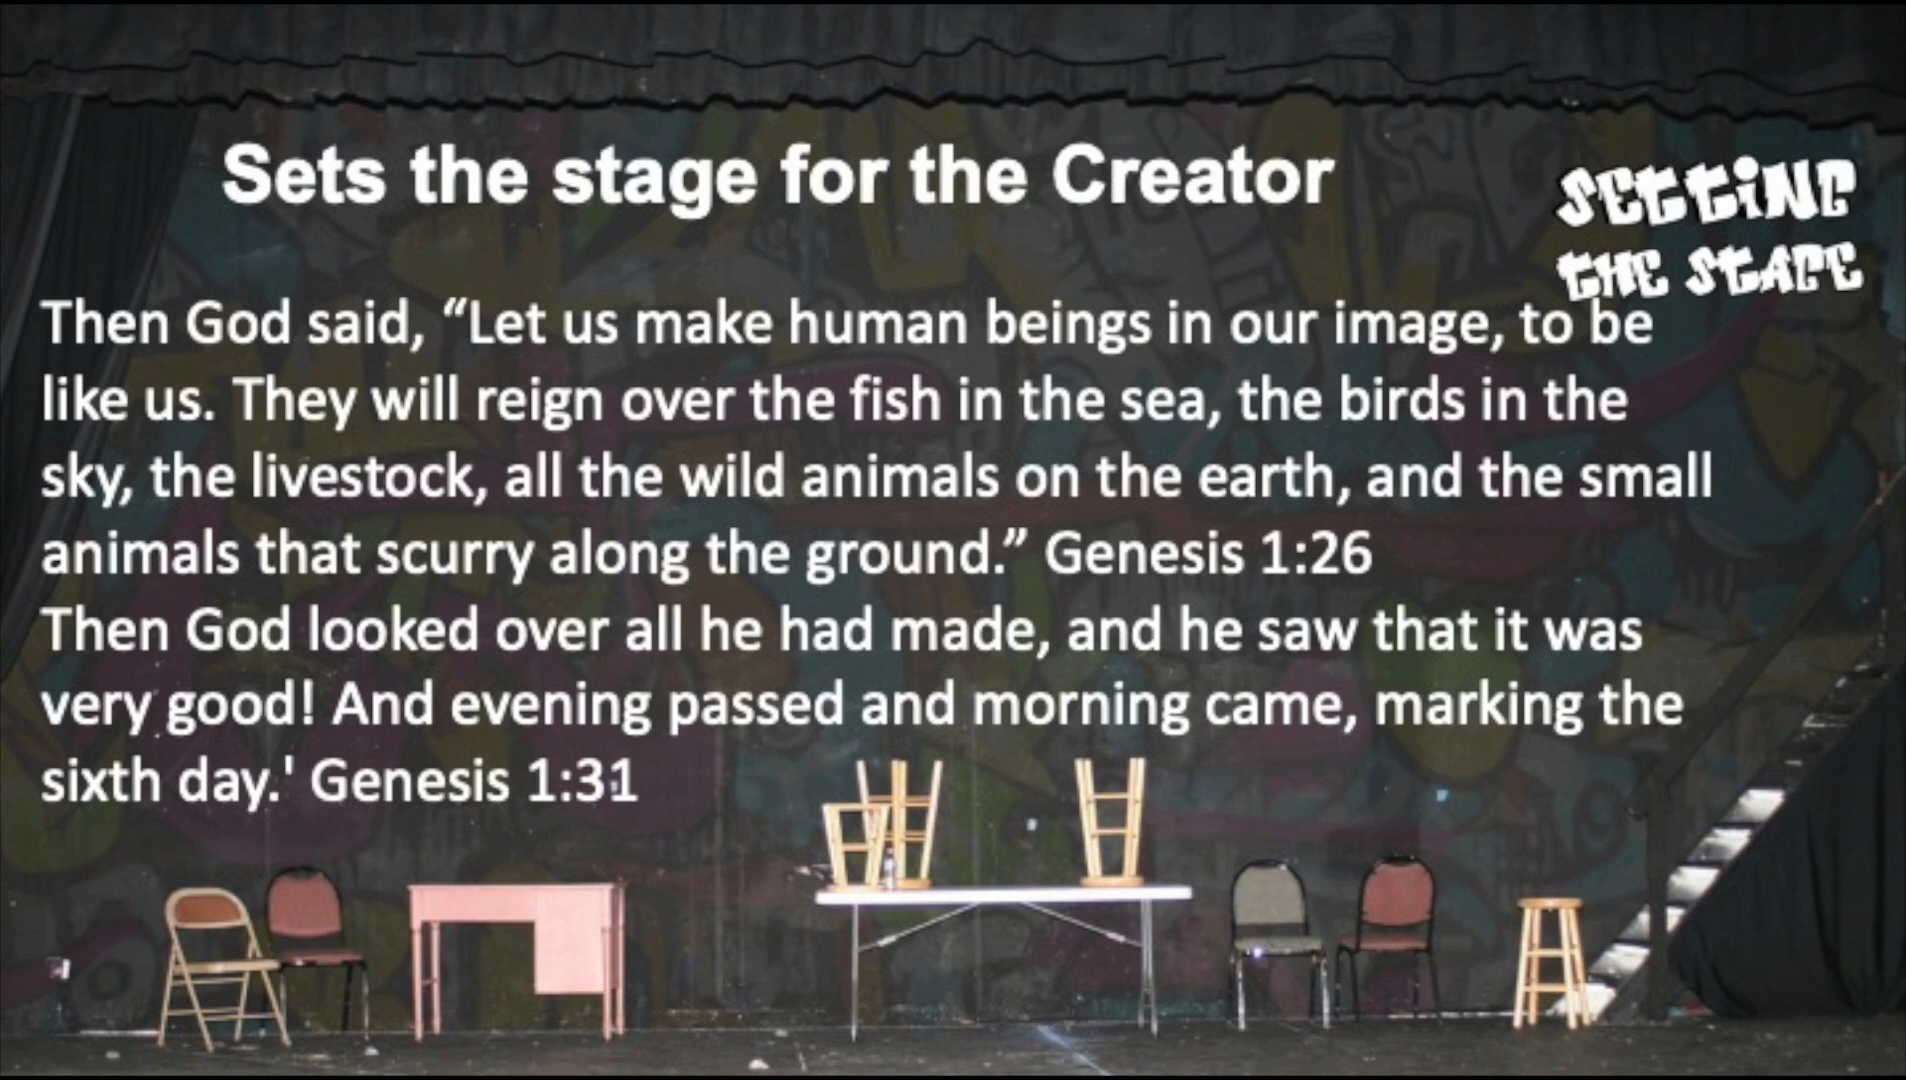 Sets the stage for the Creator
SETTiNG
THE STAGE
Then God said, “Let us make human beings in our image, to be
like us. They will reign over the fish in the sea, the birds in the
sky, the livestock, all the wild animals on the earth, and the small
animals that scurry along the ground.” Genesis 1:26
Then God looked over all he had made, and he saw that it was
very good! And evening passed and morning came, marking the
sixth day.' Genesis 1:31